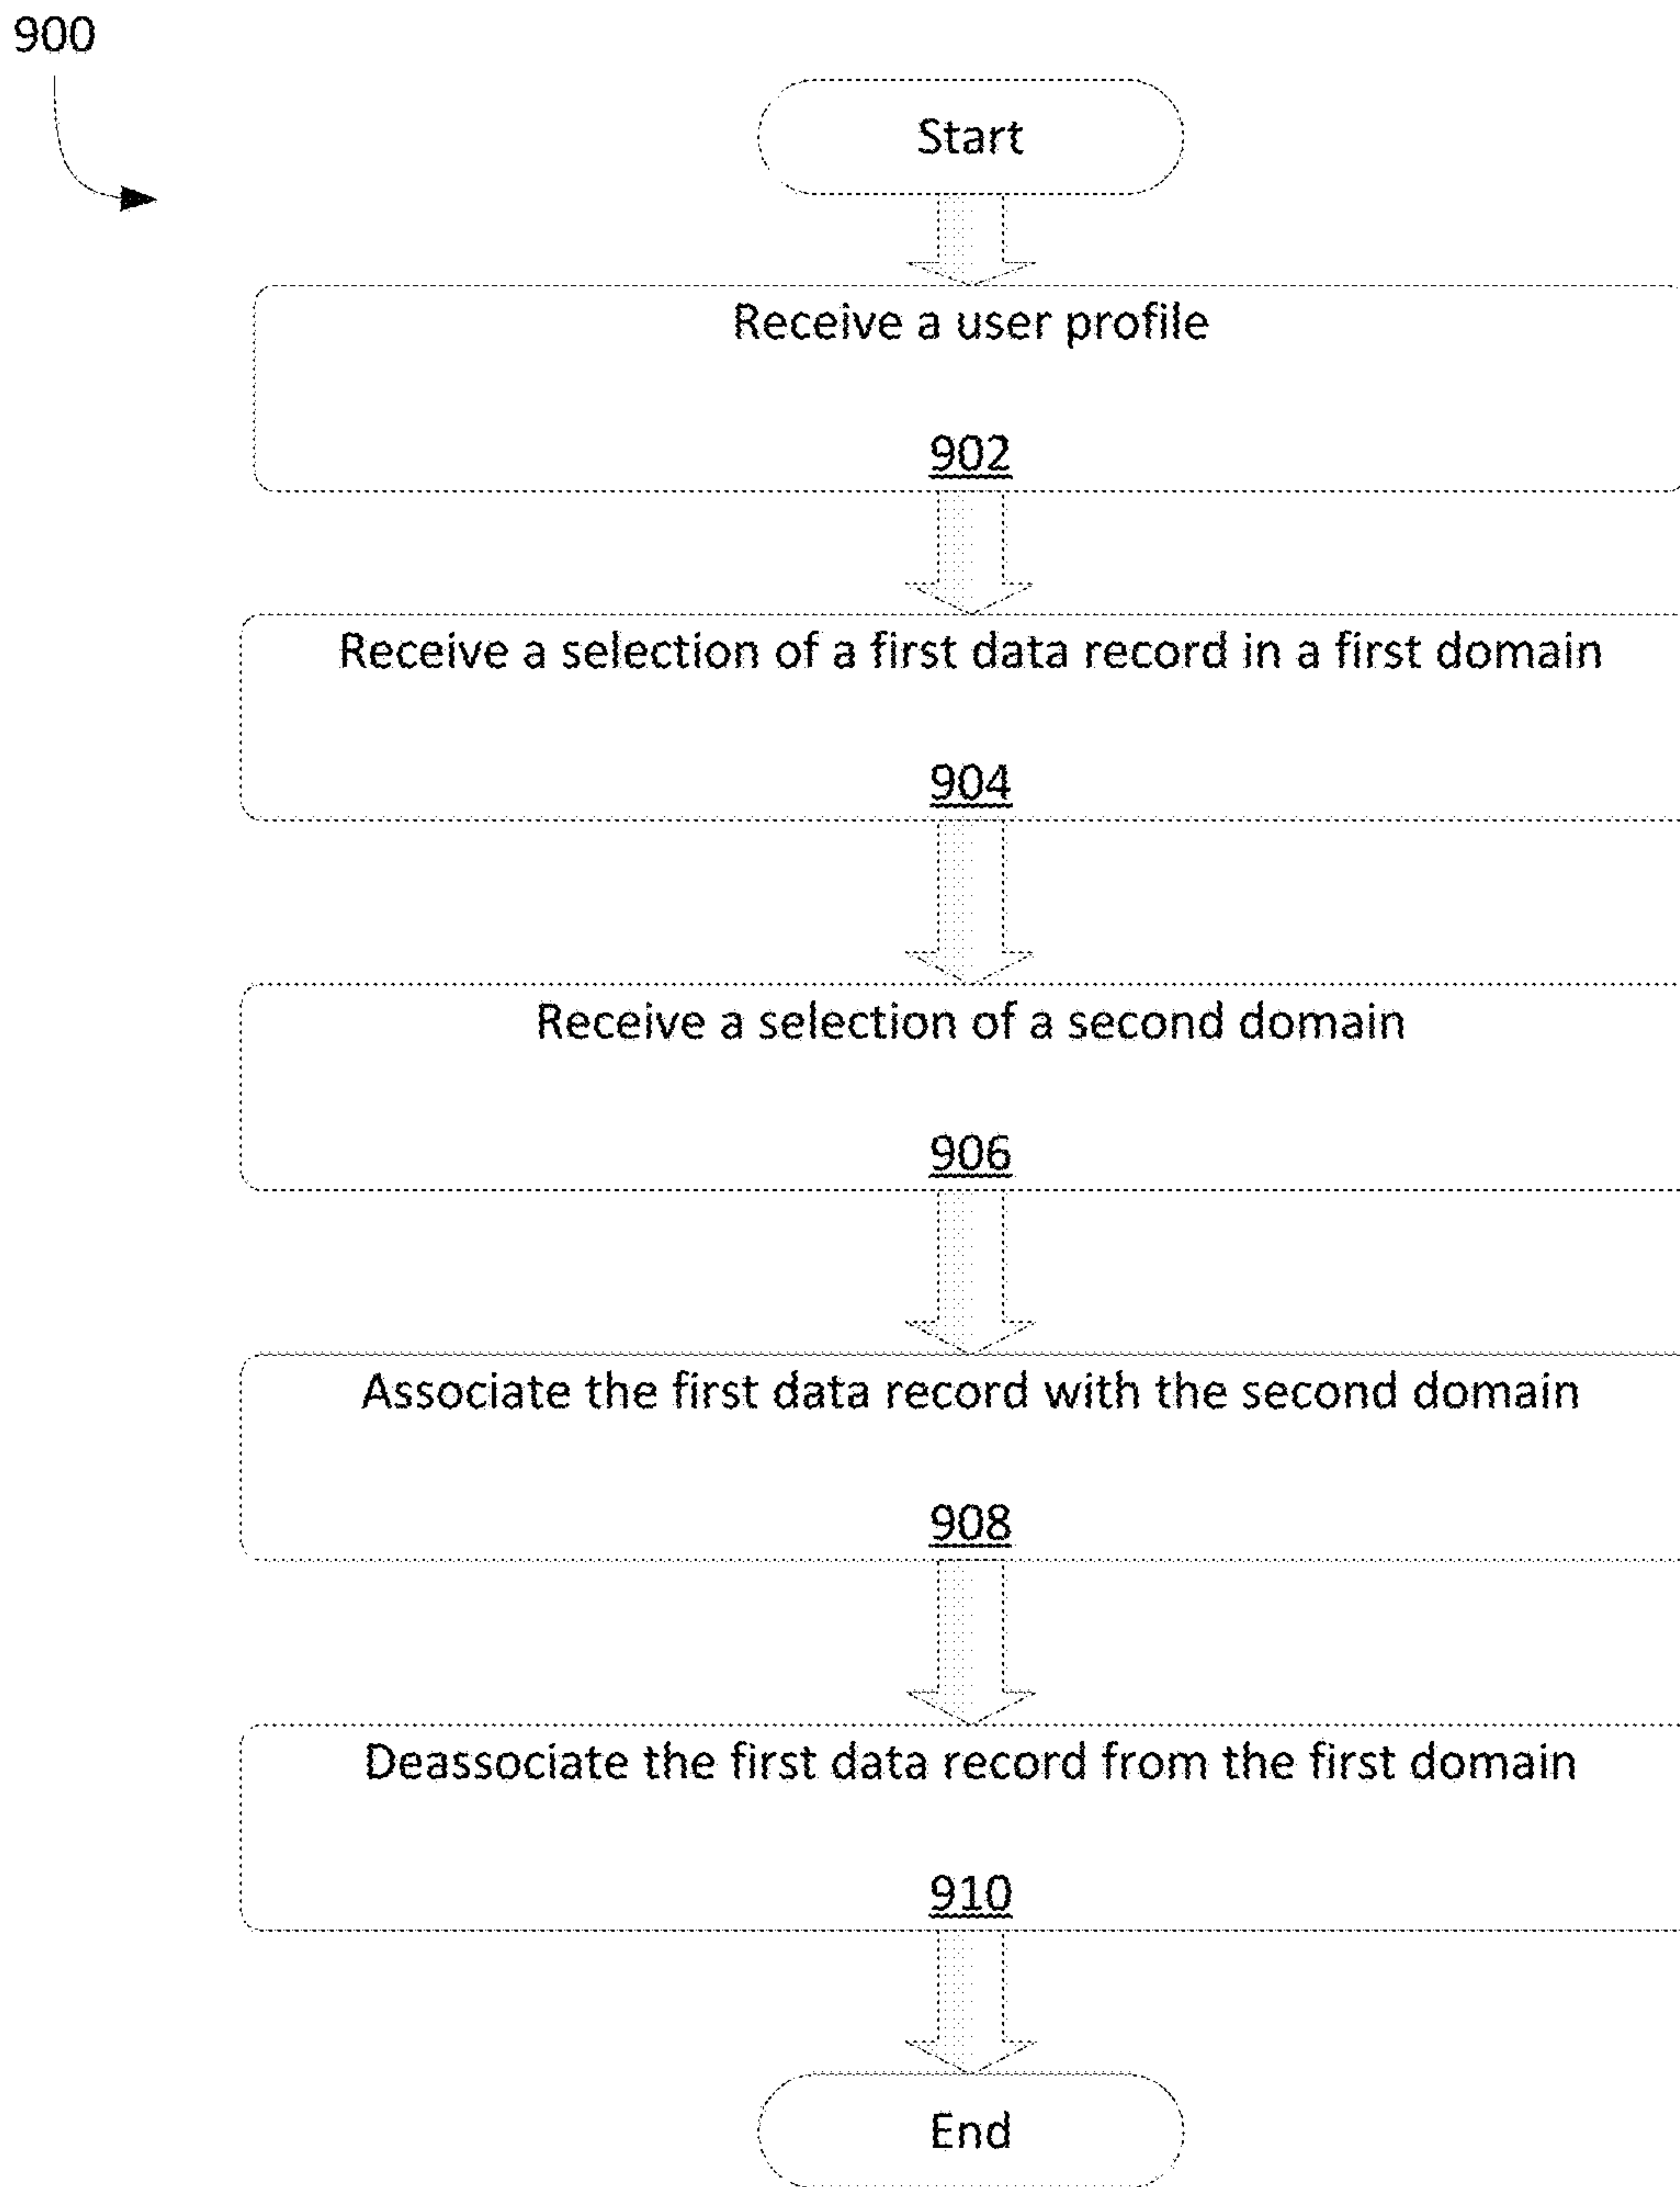 900
Start
Receive a user profile
902
Receive a selection of a first data record in a first domain
904
Receive a selection of a second domain
906
Associate the first data record with the second domain
908
Deassociate the first data record from the first domain
910
End